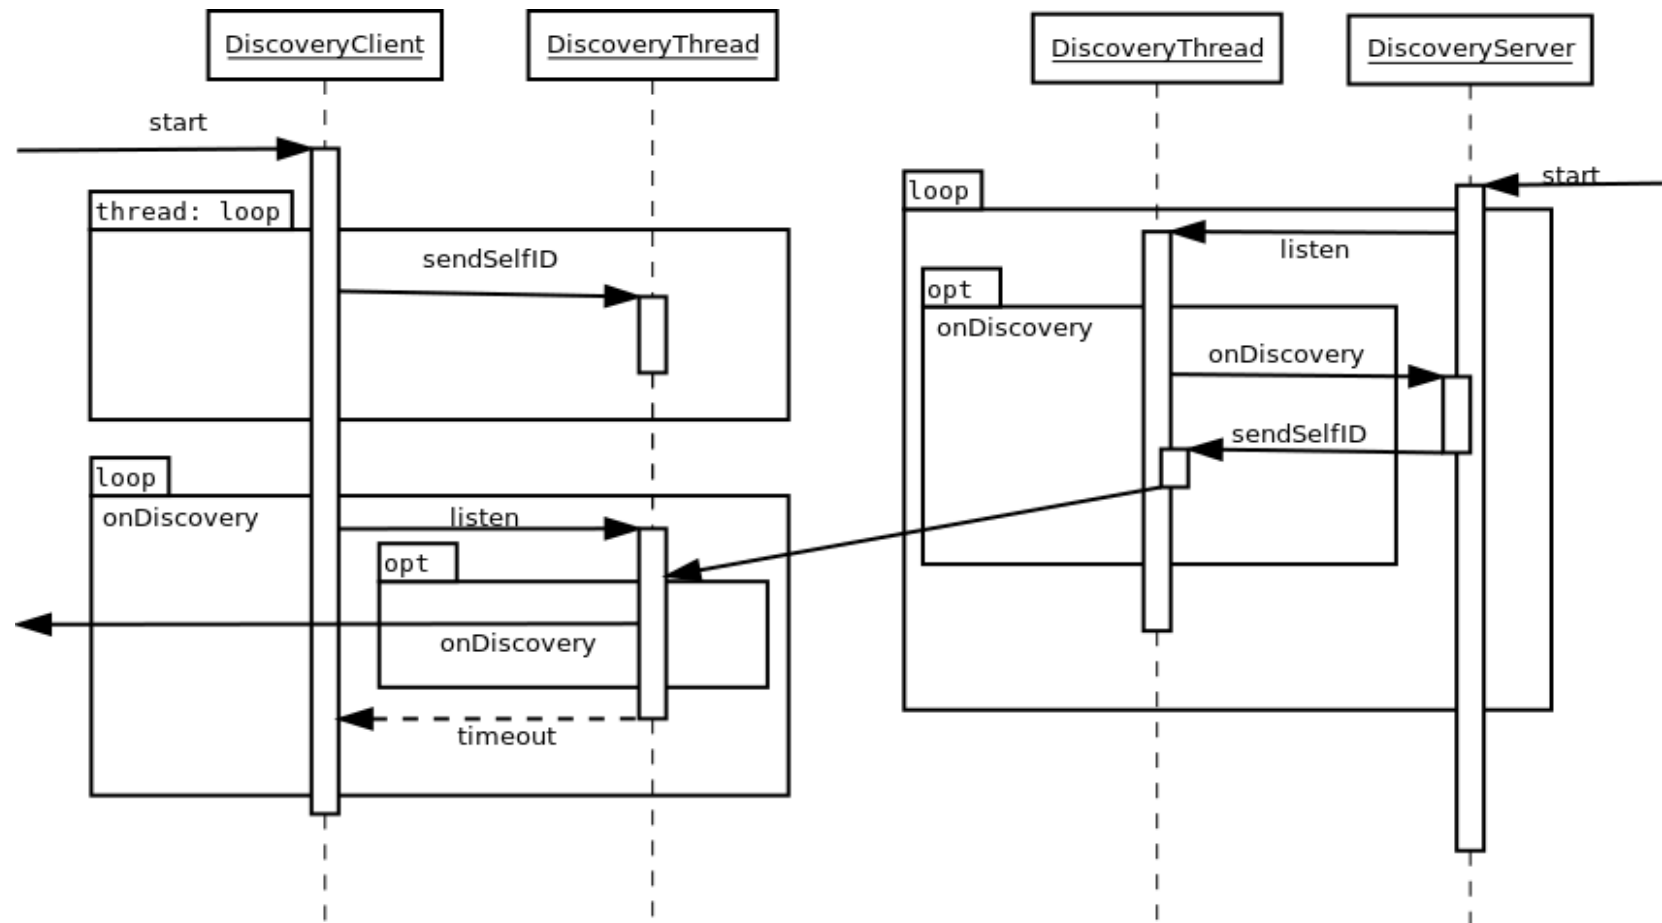 DiscoveryClient
DiscoveryThread
DiscoveryThread
DiscoveryServer
start
thread: loop
sendSelfID
loop
onDiscovery
listen
opt
onDiscovery
timeout
loop
start
listen
opt
onDiscovery
onDiscovery
sendSelfID